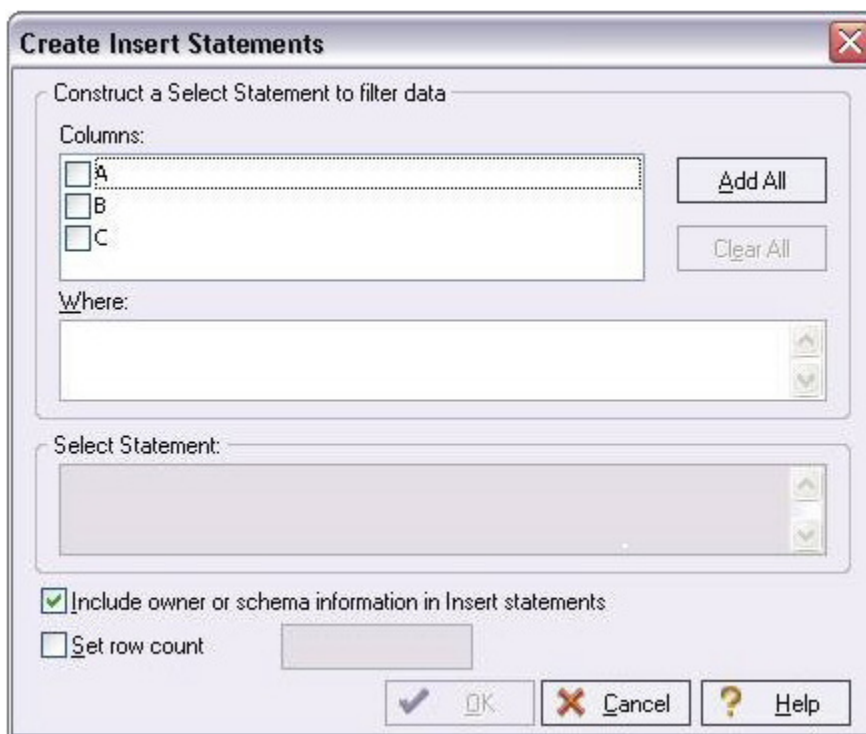 Create Insert Statements
Construct a Select Statement to filter data
Columns:
A
Add All
B
C
Clear All
Where:
Select Statement:
Include owner or schema information in Insert statements
Set row count
OK
Cancel
Help